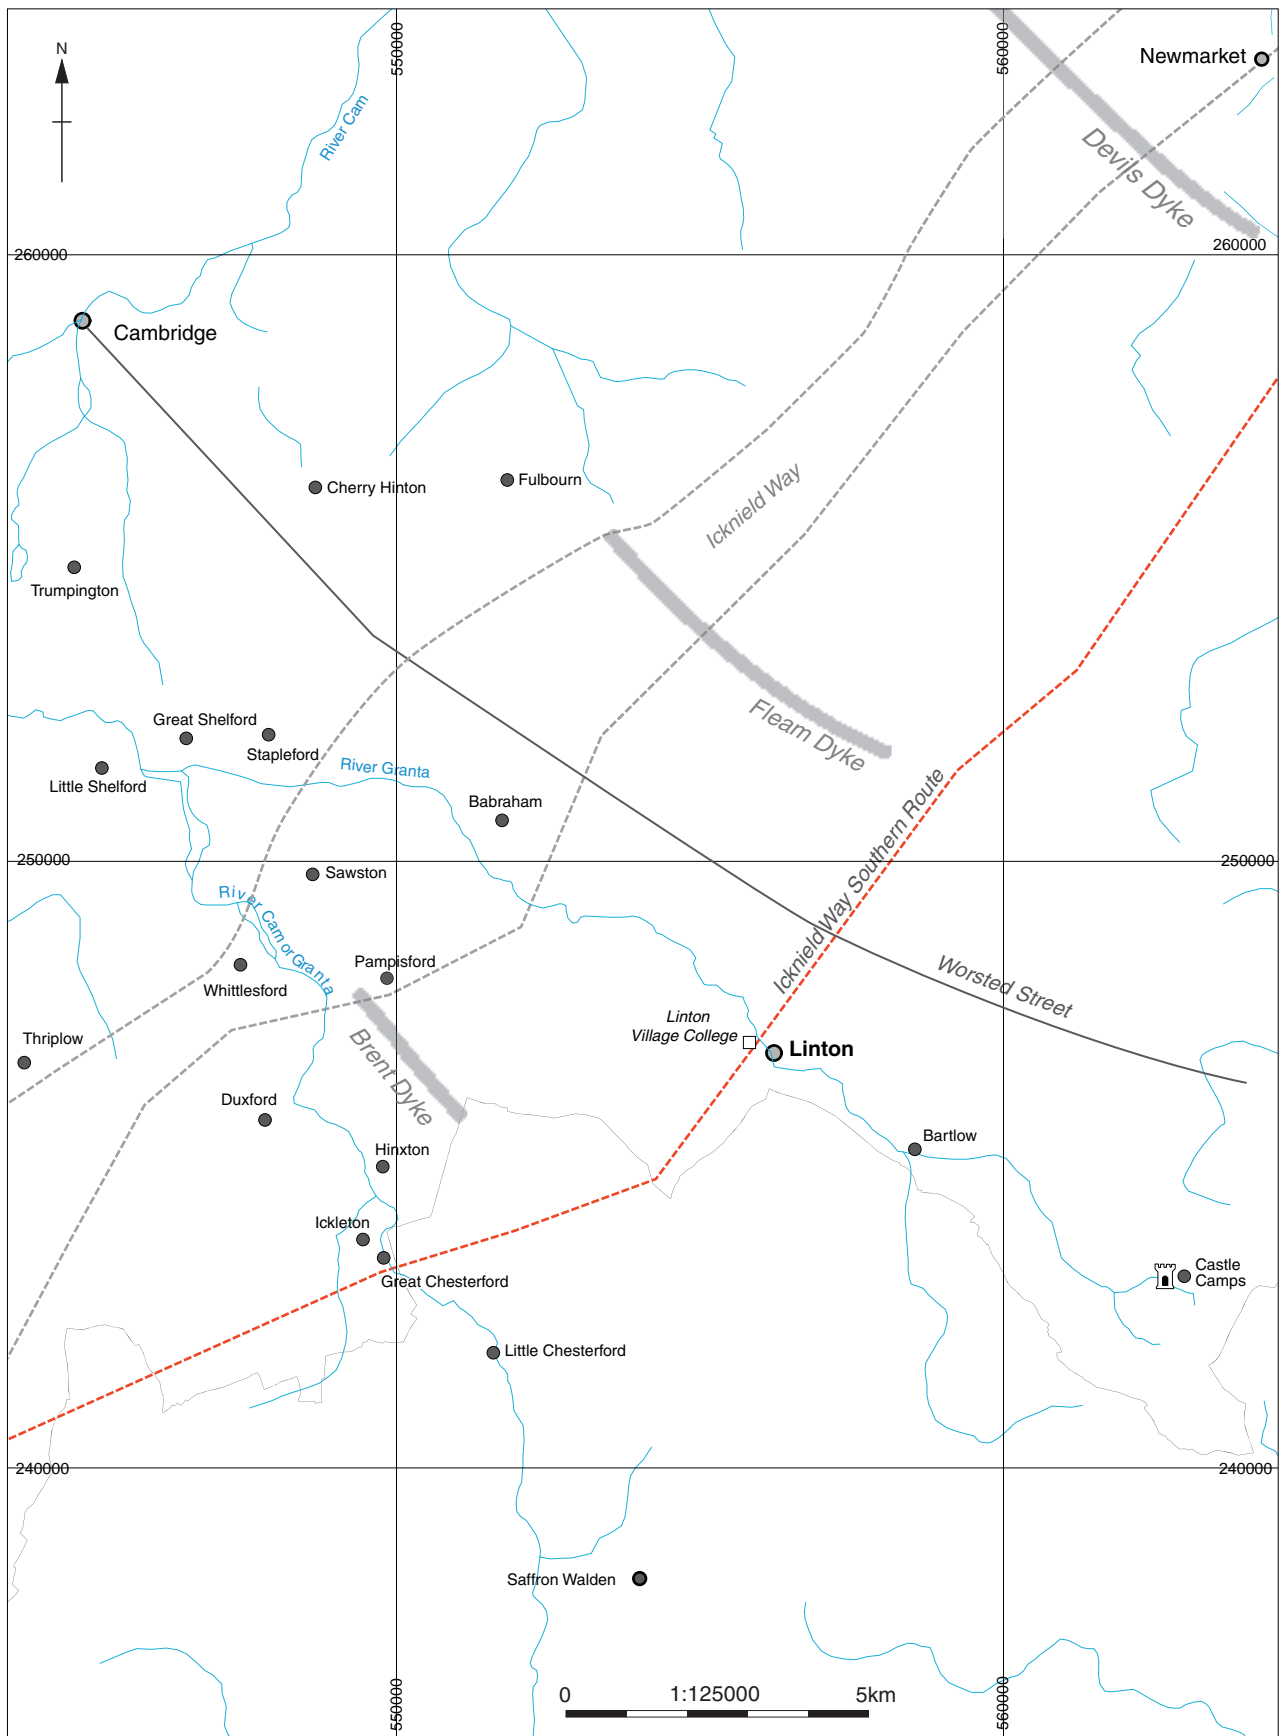 N
550000
560000
Newmarket
River Cam
Devils Dyke
260000
260000
Cambridge
Icknield Way
Cherry Hinton
Fulbourn
Trumpington
Fleam Dyke
Great Shelford
Stapleford
River Granta
Little Shelford
Babraham
Icknield Way Southern Route
250000
250000
Sawston
River Cam or Granta
Pampisford
Whittlesford
Worsted Street
Linton
Village College
Linton
Thriplow
Brent Dyke
Duxford
Hinxton
Bartlow
Ickleton
Great Chesterford
Castle
Camps
Little Chesterford
240000
240000
Saffron Walden
550000
0
1:125000
5km
560000